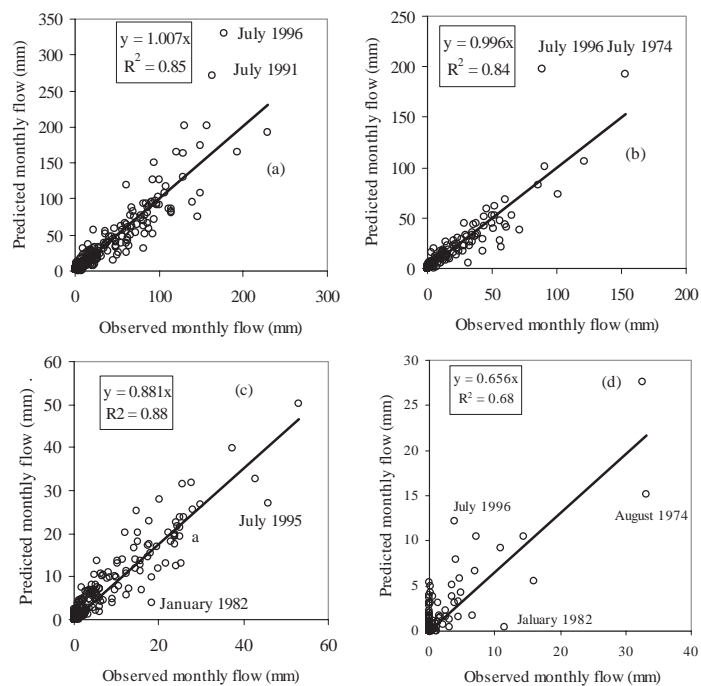 350
300
250
200
150
100
50
0
Predicted monthly flow (mm)
y = 1.007x
R² = 0.85
July 1996
July 1991
(a)
0 100 200 300
Observed monthly flow (mm)
250
200
150
100
50
0
Predicted monthly flow (mm)
y = 0.996x
R² = 0.84
July 1996 July 1974
(b)
0 50 100 150 200
Observed monthly flow (mm)
60
50
40
30
20
10
0
Predicted monthly flow (mm) .
y = 0.881x
R2 = 0.88
(c)
July 1995
a
January 1982
0 20 40 60
Observed monthly flow (mm)
30
25
20
15
10
5
0
Predicted monthly flow (mm)
y = 0.656x
R² = 0.68
(d)
July 1996
August 1974
Jaluary 1982
0 10 20 30 40
Observed monthly flow (mm)